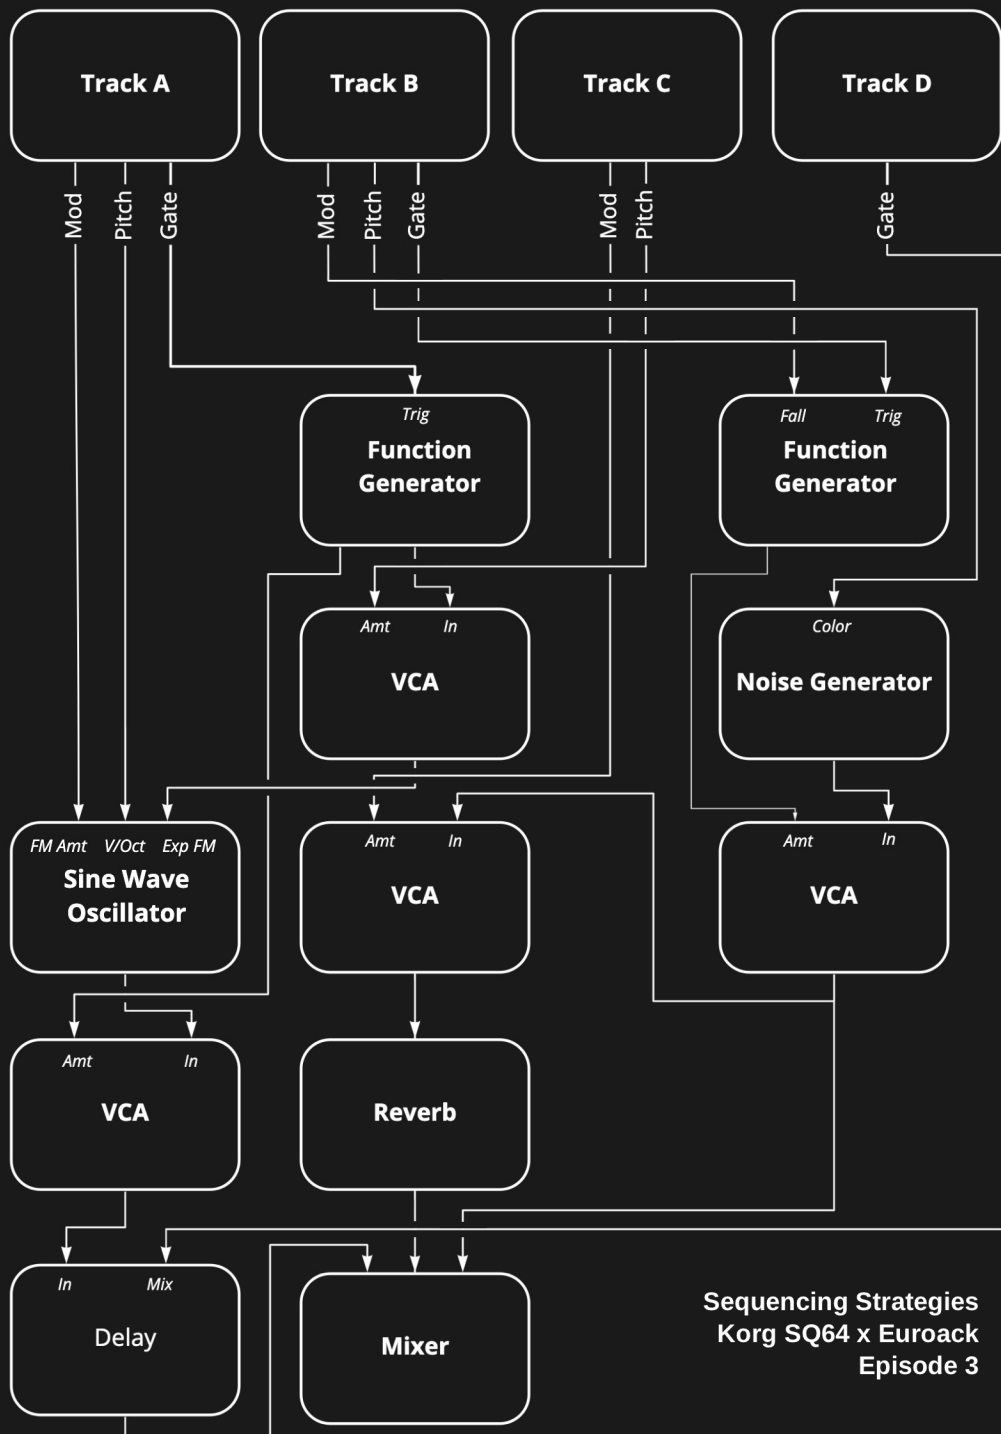 Track A
Track B
Track C
Track D
Mod
Pitch
Gate
Mod
Pitch
Gate
Mod
Pitch
Gate
Trig
Function
Generator
Fall
Trig
Function
Generator
Amt
In
VCA
Color
Noise Generator
FM Amt
V/Oct
Exp FM
Sine Wave
Oscillator
Amt
In
VCA
Amt
In
VCA
Amt
In
VCA
Reverb
In
Mix
Delay
Mixer
Sequencing Strategies
Korg SQ64 x Euroack
Episode 3